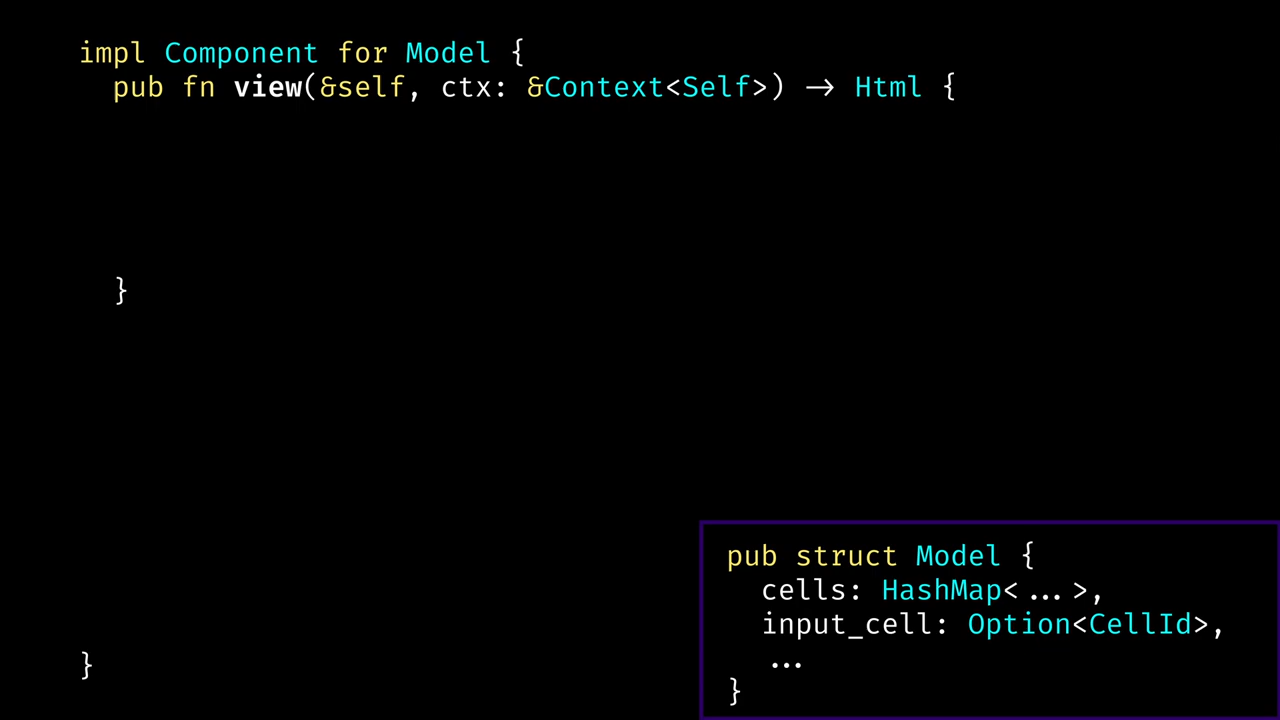 impl Component for Model {
  pub fn view(&self, ctx: &Context<Self>) -> Html {
  }
}
pub struct Model {
  cells: HashMap<...>,
  input_cell: Option<CellId>,
  ...
}